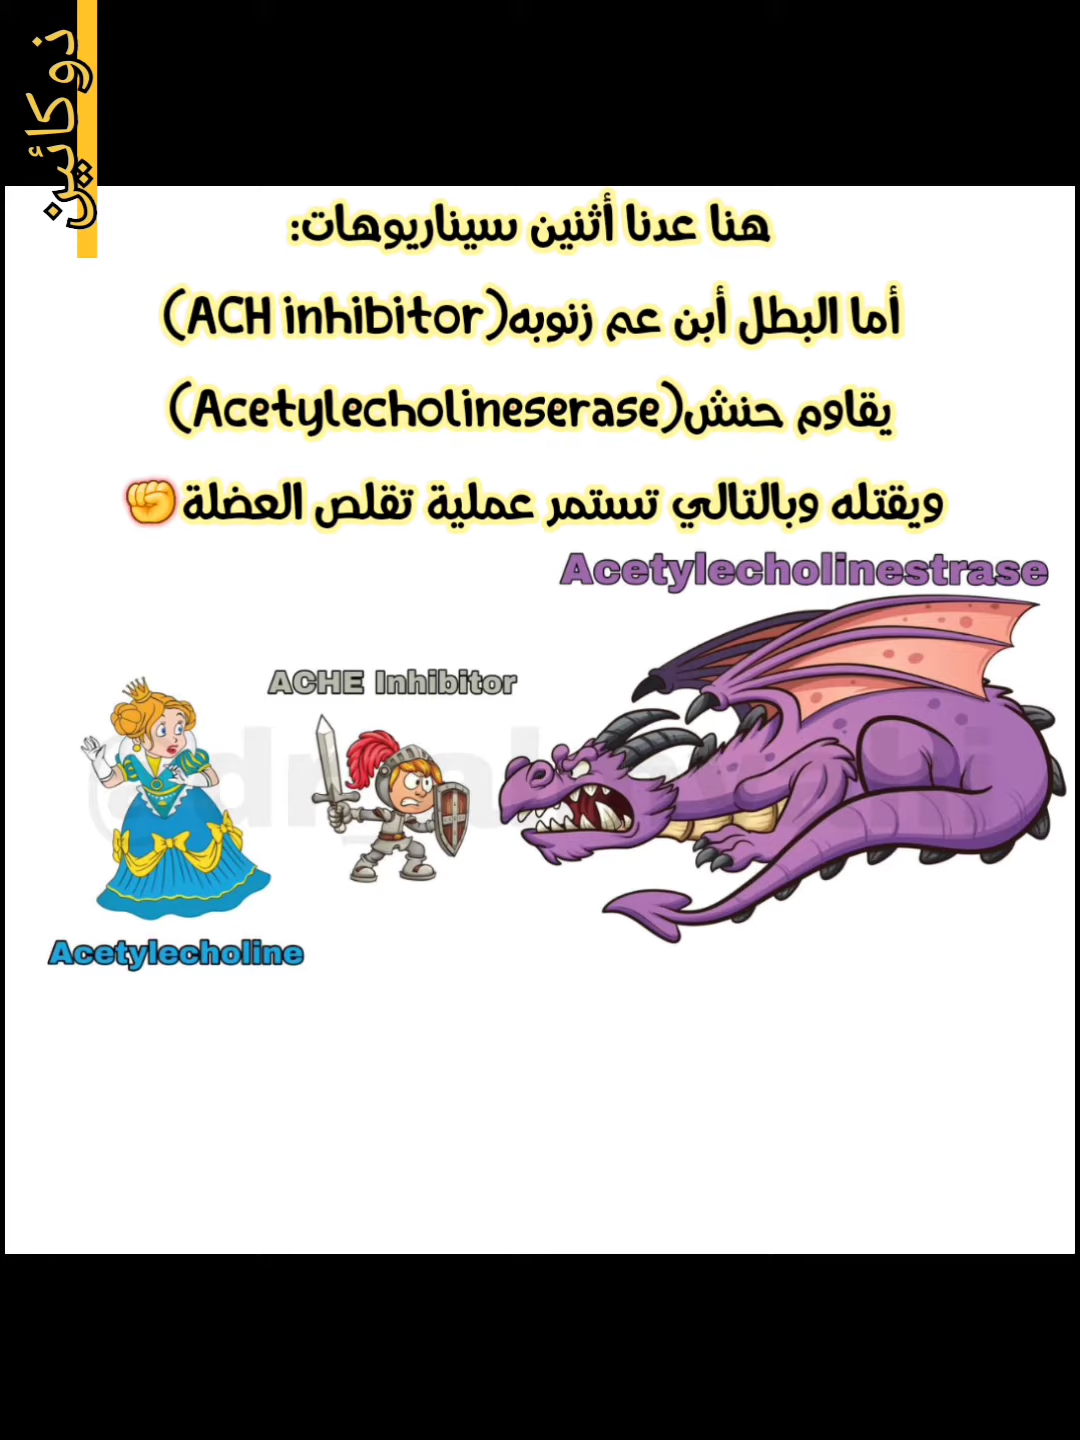 نوكائين
هنا عدنا أثنين سيناريوهات:
أما البطل أبن عم زنوبه(ACH inhibitor)
يقاوم حنش(Acetylecholineserase)
ويقتله وبالتالي تستمر عملية تقلص العضلة✊
Acetylecholinestrase
ACHE Inhibitor
Acetylecholine